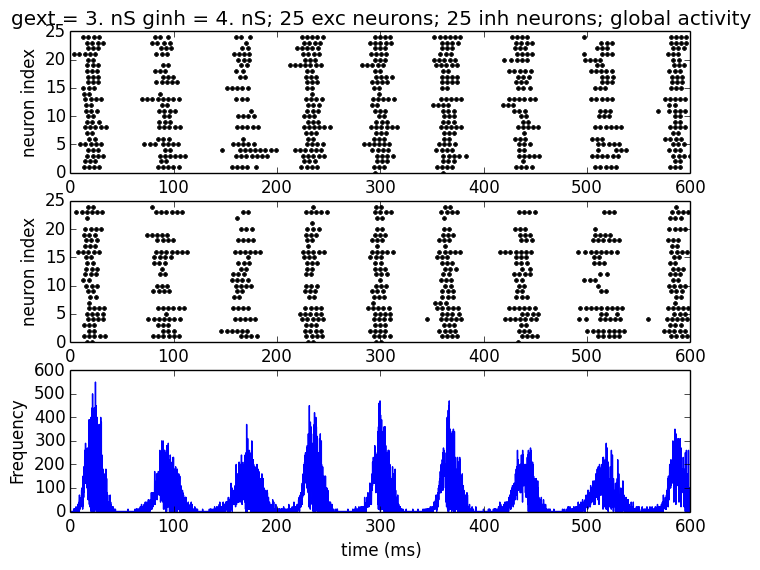 gext = 3. nS ginh = 4. nS; 25 exc neurons; 25 inh neurons; global activity
25
20
15
10
5
0
neuron index
0 100 200 300 400 500 600
25
20
15
10
5
0
neuron index
0 100 200 300 400 500 600
600
500
400
300
200
100
0
Frequency
0 100 200 300 400 500 600
time (ms)